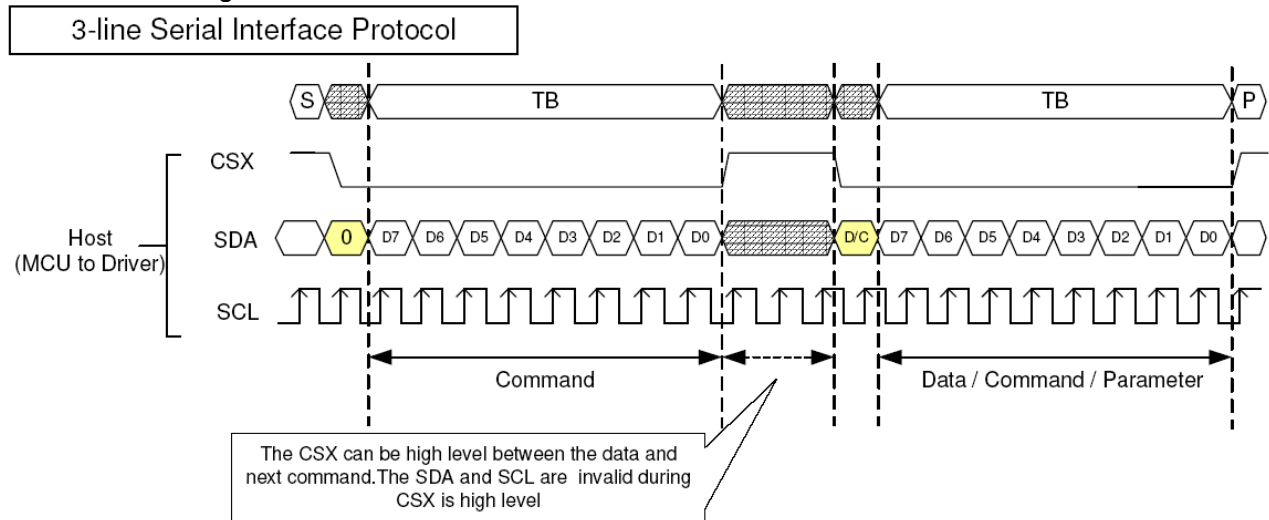 3-line Serial Interface Protocol
S TB TB P
CSX
Host
(MCU to Driver)
SDA 0 D7 D6 D5 D4 D3 D2 D1 D0 D/C D7 D6 D5 D4 D3 D2 D1 D0
SCL
Command Data / Command / Parameter
The CSX can be high level between the data and
next command.The SDA and SCL are invalid during
CSX is high level